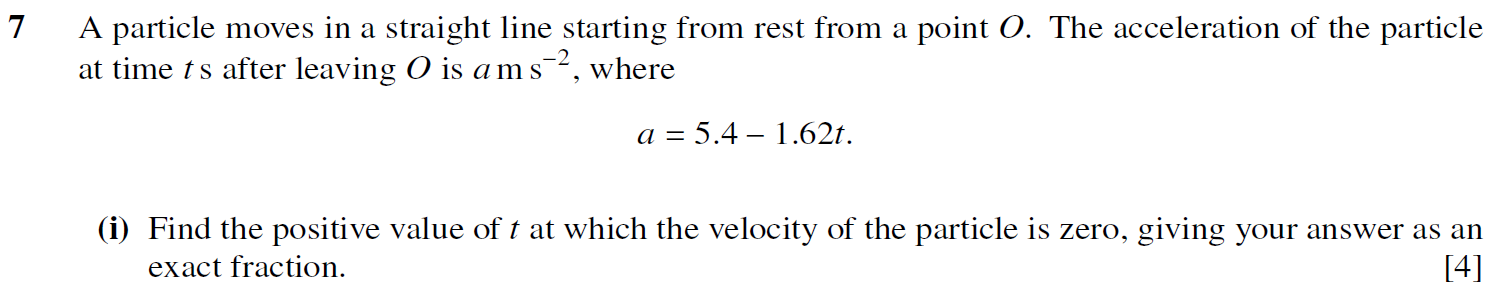 7 A particle moves in a straight line starting from rest from a point O. The acceleration of the particle
at time t s after leaving O is a m s⁻², where
a = 5.4 – 1.62t.
(i) Find the positive value of t at which the velocity of the particle is zero, giving your answer as an
exact fraction. [4]